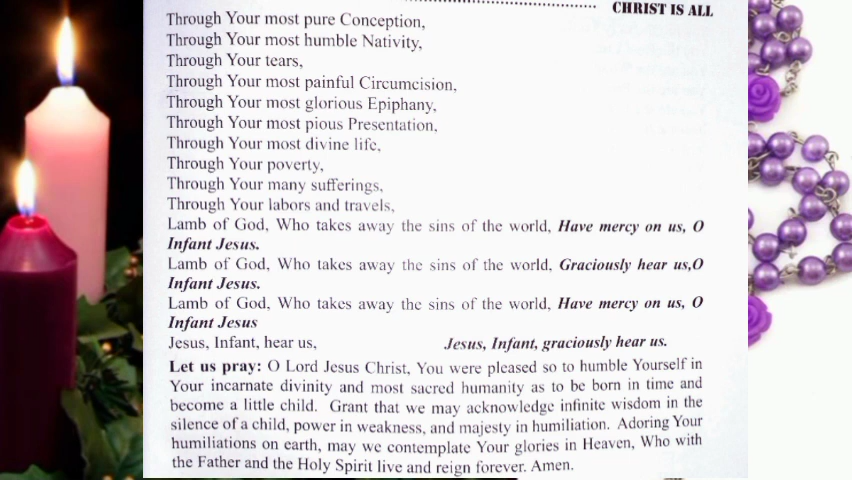 CHRIST IS ALL
Through Your most pure Conception,
Through Your most humble Nativity,
Through Your tears,
Through Your most painful Circumcision,
Through Your most glorious Epiphany,
Through Your most pious Presentation,
Through Your most divine life,
Through Your poverty,
Through Your many sufferings,
Through Your labors and travels,
Lamb of God, Who takes away the sins of the world, Have mercy on us, O
Infant Jesus.
Lamb of God, Who takes away the sins of the world, Graciously hear us,O
Infant Jesus.
Lamb of God, Who takes away the sins of the world, Have mercy on us, O
Infant Jesus
Jesus, Infant, hear us, Jesus, Infant, graciously hear us.
Let us pray: O Lord Jesus Christ, You were pleased so to humble Yourself in
Your incarnate divinity and most sacred humanity as to be born in time and
become a little child. Grant that we may acknowledge infinite wisdom in the
silence of a child, power in weakness, and majesty in humiliation. Adoring Your
humiliations on earth, may we contemplate Your glories in Heaven, Who with
the Father and the Holy Spirit live and reign forever. Amen.